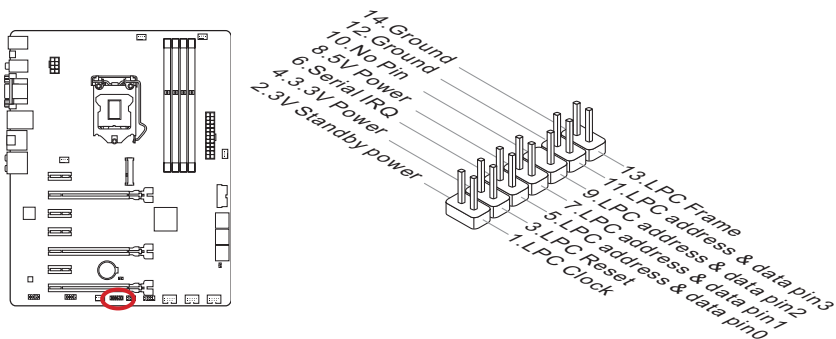 14.Ground
12.Ground
10.No Pin
8.5V Power
6.Serial IRQ
4.3.3V Power
2.3V Standby power
1.LPC Clock
3.LPC Reset
5.LPC address & data pin0
7.LPC address & data pin1
9.LPC address & data pin2
11.LPC address & data pin3
13.LPC Frame